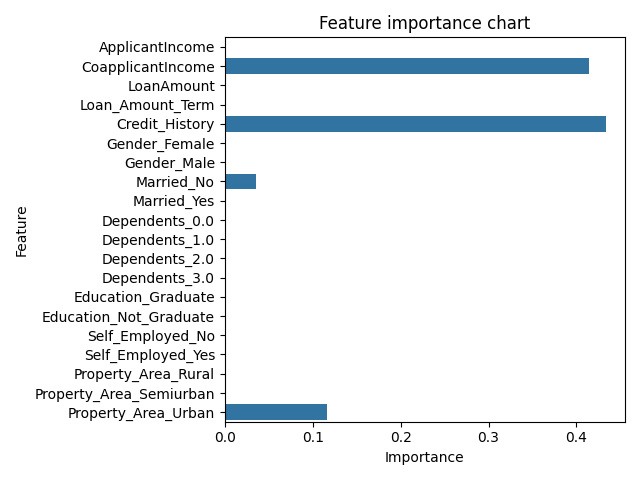 Feature importance chart
ApplicantIncome
CoapplicantIncome
LoanAmount
Loan_Amount_Term
Credit_History
Gender_Female
Gender_Male
Married_No
Married_Yes
Dependents_0.0
Dependents_1.0
Dependents_2.0
Dependents_3.0
Education_Graduate
Education_Not_Graduate
Self_Employed_No
Self_Employed_Yes
Property_Area_Rural
Property_Area_Semiurban
Property_Area_Urban
Feature
0.0 0.1 0.2 0.3 0.4
Importance